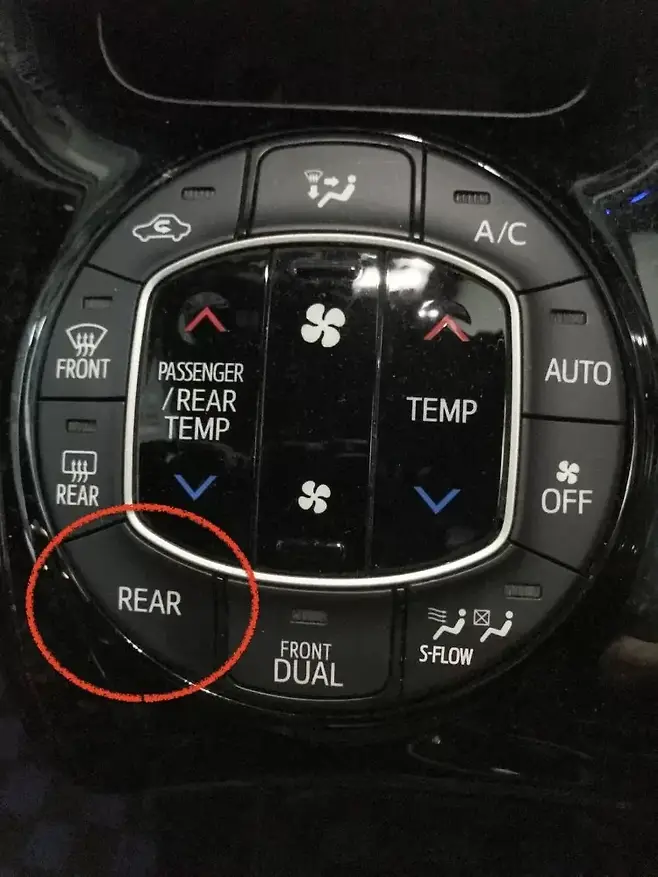 A/C
FRONT
PASSENGER
/REAR
TEMP
TEMP
AUTO
REAR
OFF
REAR
FRONT
DUAL
S-FLOW